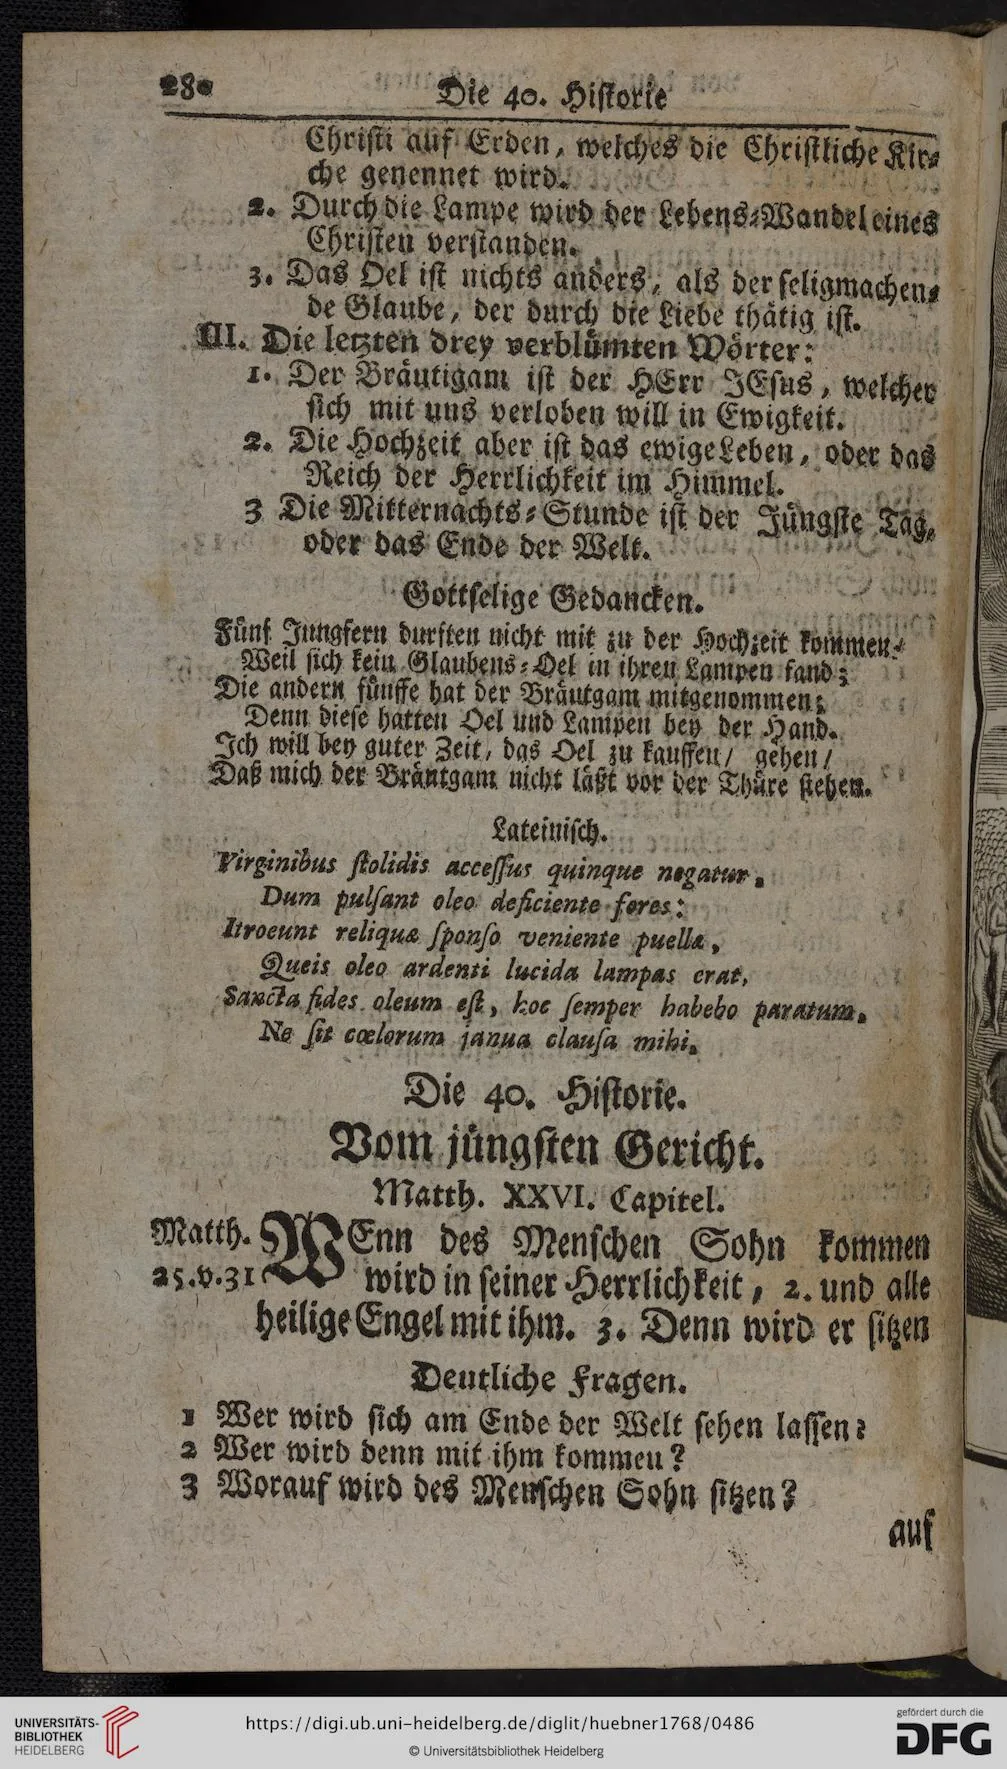 280
Die 40. Historie
Christi auf Erden, welches die Christliche Kir-
che genennet wird.
2. Durch die Lampe wird der Lebens-Wandel eines
Christen verstanden.
3. Das Oel ist nichts anders, als der seligmachen-
de Glaube, der durch die Liebe thätig ist.
III. Die letzten drey verblümten Wörter:
1. Der Bräutigam ist der HErr JEsus, welcher
sich mit uns verloben will in Ewigkeit.
2. Die Hochzeit aber ist das ewige Leben, oder das
Reich der Herrlichkeit im Himmel.
3 Die Mitternachts-Stunde ist der Jüngste Tag,
oder das Ende der Welt.
Gottselige Gedancken.
Fünf Jungfern durften nicht mit zu der Hochzeit kommen,
Weil sich kein Glaubens-Oel in ihren Lampen fand;
Die andern fünffe hat der Bräutgam mitgenommen;
Denn diese hatten Oel und Lampen bey der Hand.
Ich will bey guter Zeit, das Oel zu kauffen/ gehen/
Daß mich der Bräutgam nicht läßt vor der Thüre stehen.
Lateinisch.
Virginibus ſtolidis acceſſus quinque negatur,
Dum pulſant oleo deficiente fores:
Itroeunt reliquæ ſponſo veniente puellæ,
Queis oleo ardenti lucida lampas erat,
Sancta fides oleum eſt, hoc ſemper habebo paratum,
Ne ſit cœlorum janua clauſa mihi.
Die 40. Historie.
Vom jüngsten Gericht.
Matth. XXVI. Capitel.
Matth. WEnn des Menschen Sohn kommen
25.v.31 wird in seiner Herrlichkeit, 2. und alle
heilige Engel mit ihm. 3. Denn wird er sitzen
Deutliche Fragen.
1 Wer wird sich am Ende der Welt sehen lassen?
2 Wer wird denn mit ihm kommen?
3 Worauf wird des Menschen Sohn sitzen?
auf
UNIVERSITÄTS-
BIBLIOTHEK
HEIDELBERG
https://digi.ub.uni-heidelberg.de/diglit/huebner1768/0486
© Universitätsbibliothek Heidelberg
gefördert durch die
DFG